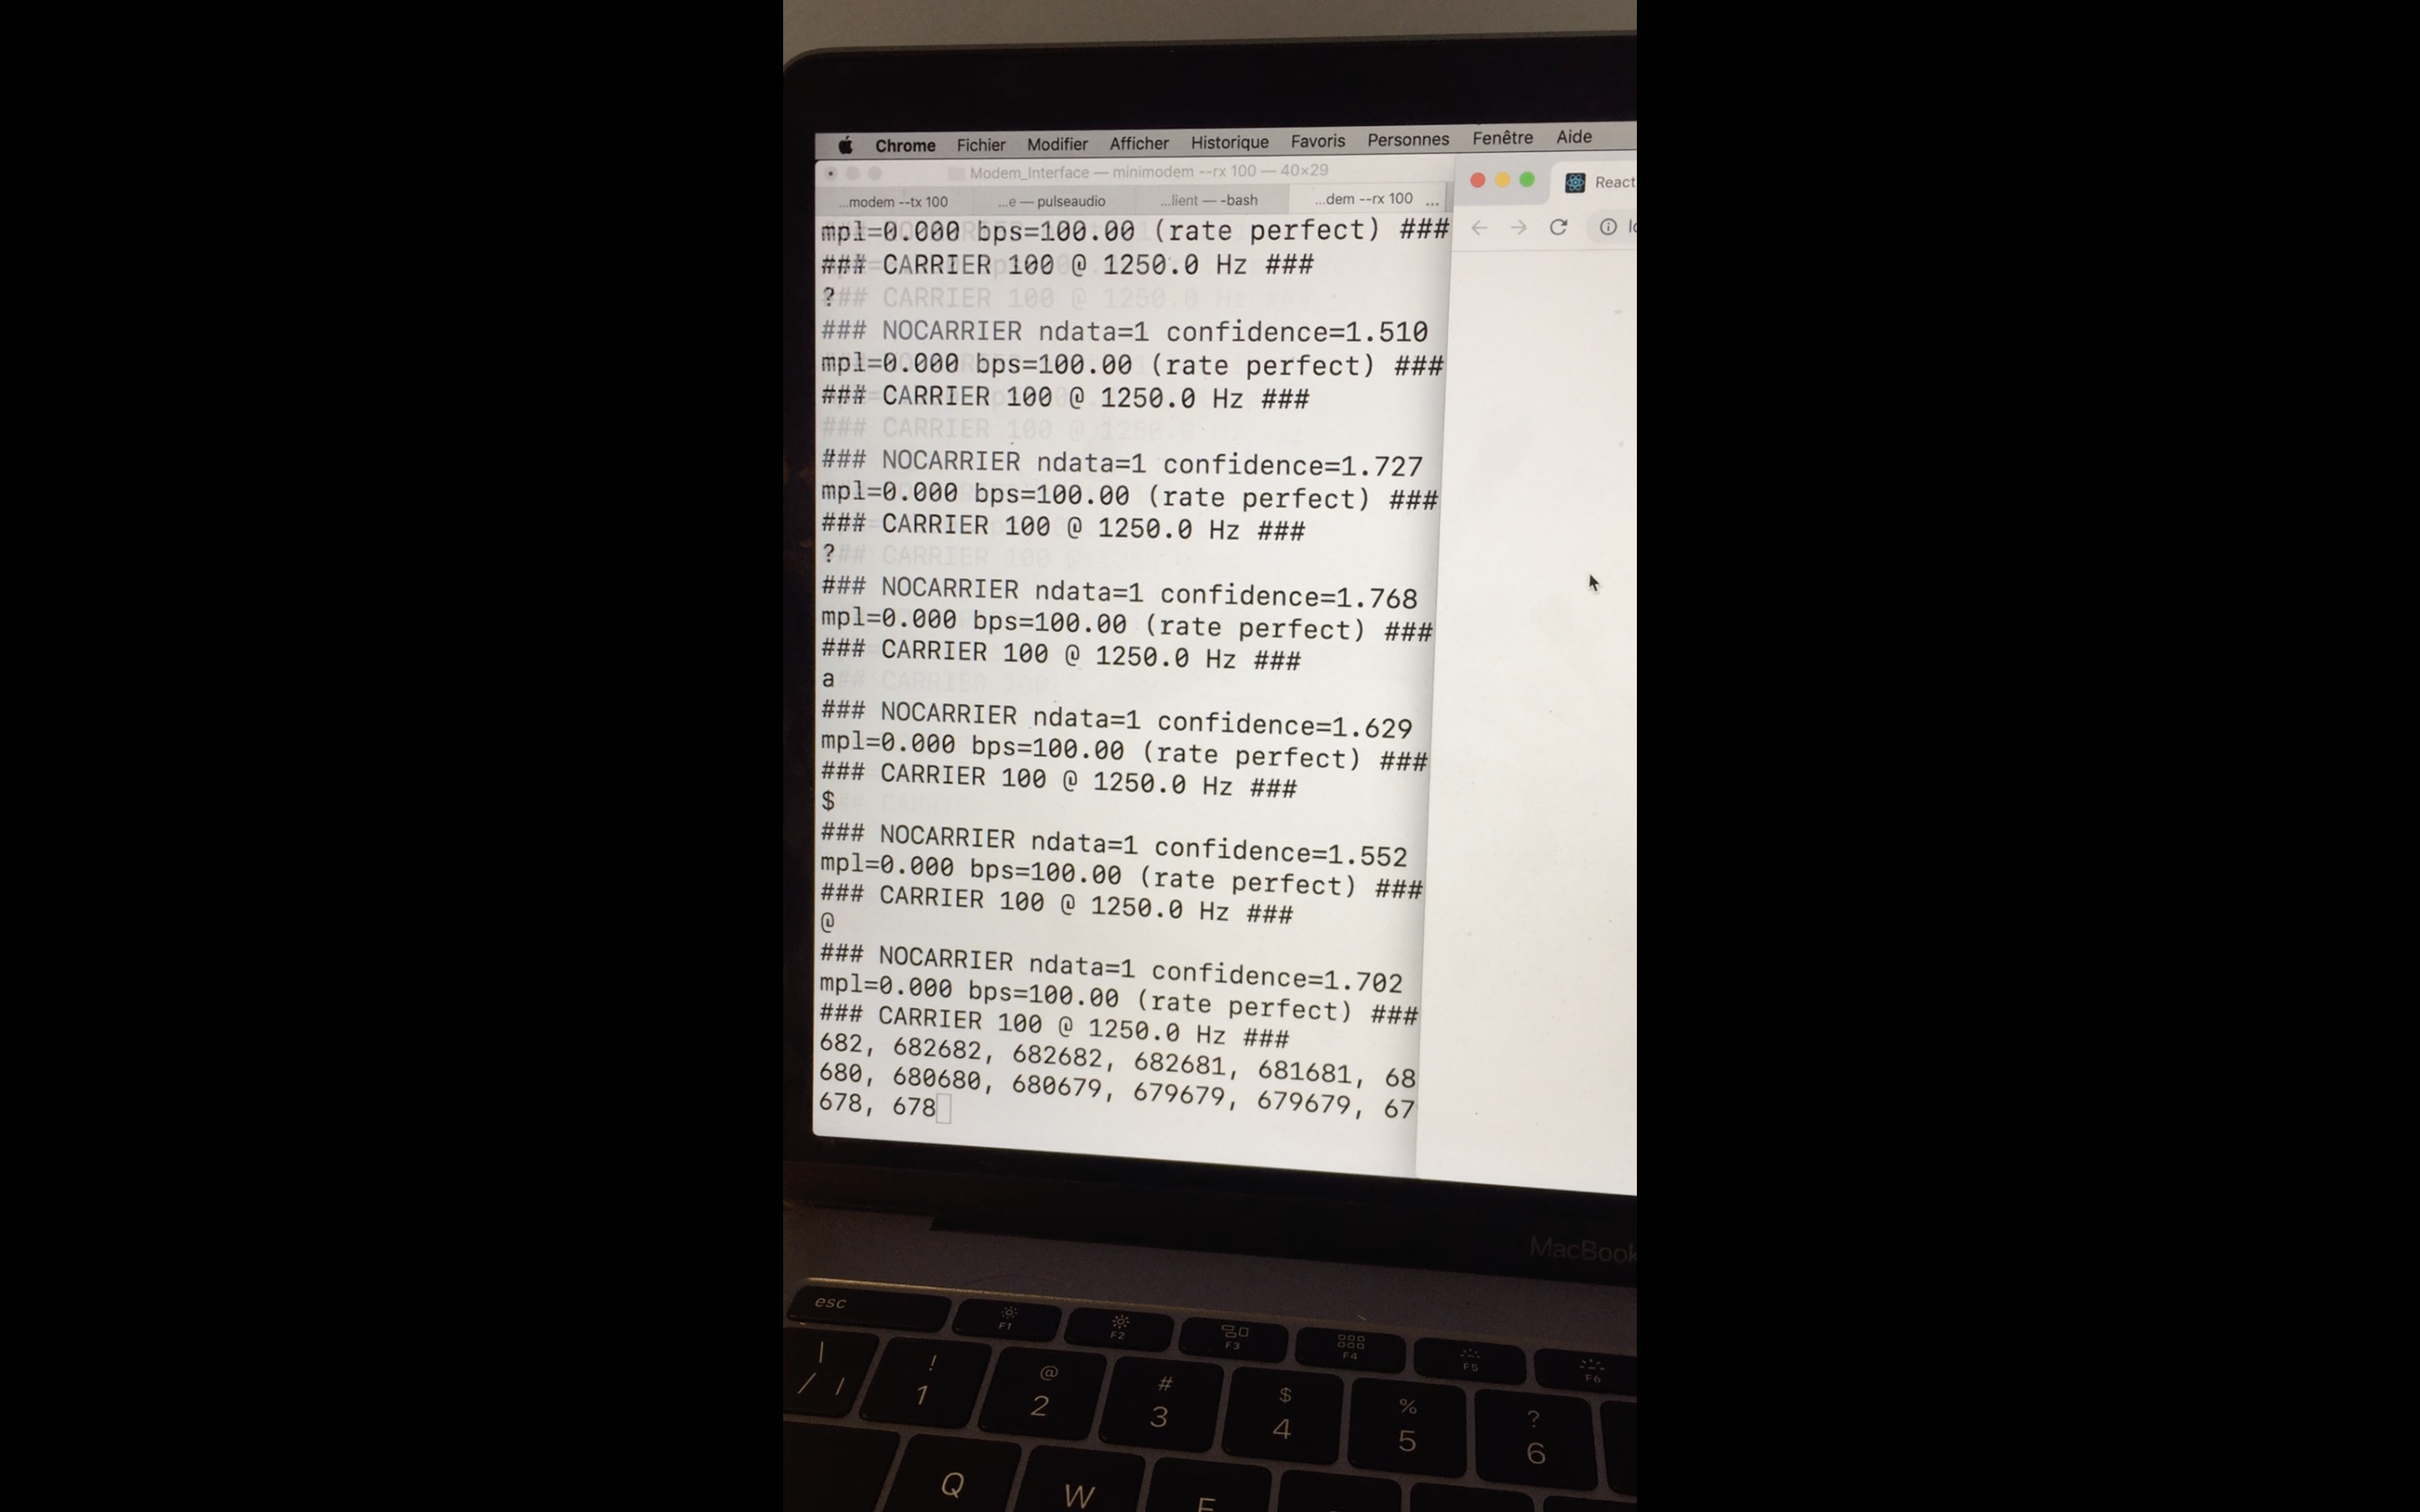 Chrome Fichier Modifier Afficher Historique Favoris Personnes Fenêtre Aide
Modem_Interface — minimodem --rx 100 — 40×29
...modem --tx 100 ...e — pulseaudio ...lient — -bash ...dem --rx 100 ...
React
mpl=0.000 bps=100.00 (rate perfect) ###
### CARRIER 100 @ 1250.0 Hz ###
?
### NOCARRIER ndata=1 confidence=1.510
mpl=0.000 bps=100.00 (rate perfect) ###
### CARRIER 100 @ 1250.0 Hz ###
### NOCARRIER ndata=1 confidence=1.727
mpl=0.000 bps=100.00 (rate perfect) ###
### CARRIER 100 @ 1250.0 Hz ###
?
### NOCARRIER ndata=1 confidence=1.768
mpl=0.000 bps=100.00 (rate perfect) ###
### CARRIER 100 @ 1250.0 Hz ###
a
### NOCARRIER ndata=1 confidence=1.629
mpl=0.000 bps=100.00 (rate perfect) ###
### CARRIER 100 @ 1250.0 Hz ###
$
### NOCARRIER ndata=1 confidence=1.552
mpl=0.000 bps=100.00 (rate perfect) ###
### CARRIER 100 @ 1250.0 Hz ###
@
### NOCARRIER ndata=1 confidence=1.702
mpl=0.000 bps=100.00 (rate perfect) ###
### CARRIER 100 @ 1250.0 Hz ###
682, 682682, 682682, 682681, 681681, 68
680, 680680, 680679, 679679, 679679, 67
678, 678
MacBook
esc F1 F2 F3 F4 F5 F6
| ! @ # $ % ?
/ \ 1 2 3 4 5 6
Q W